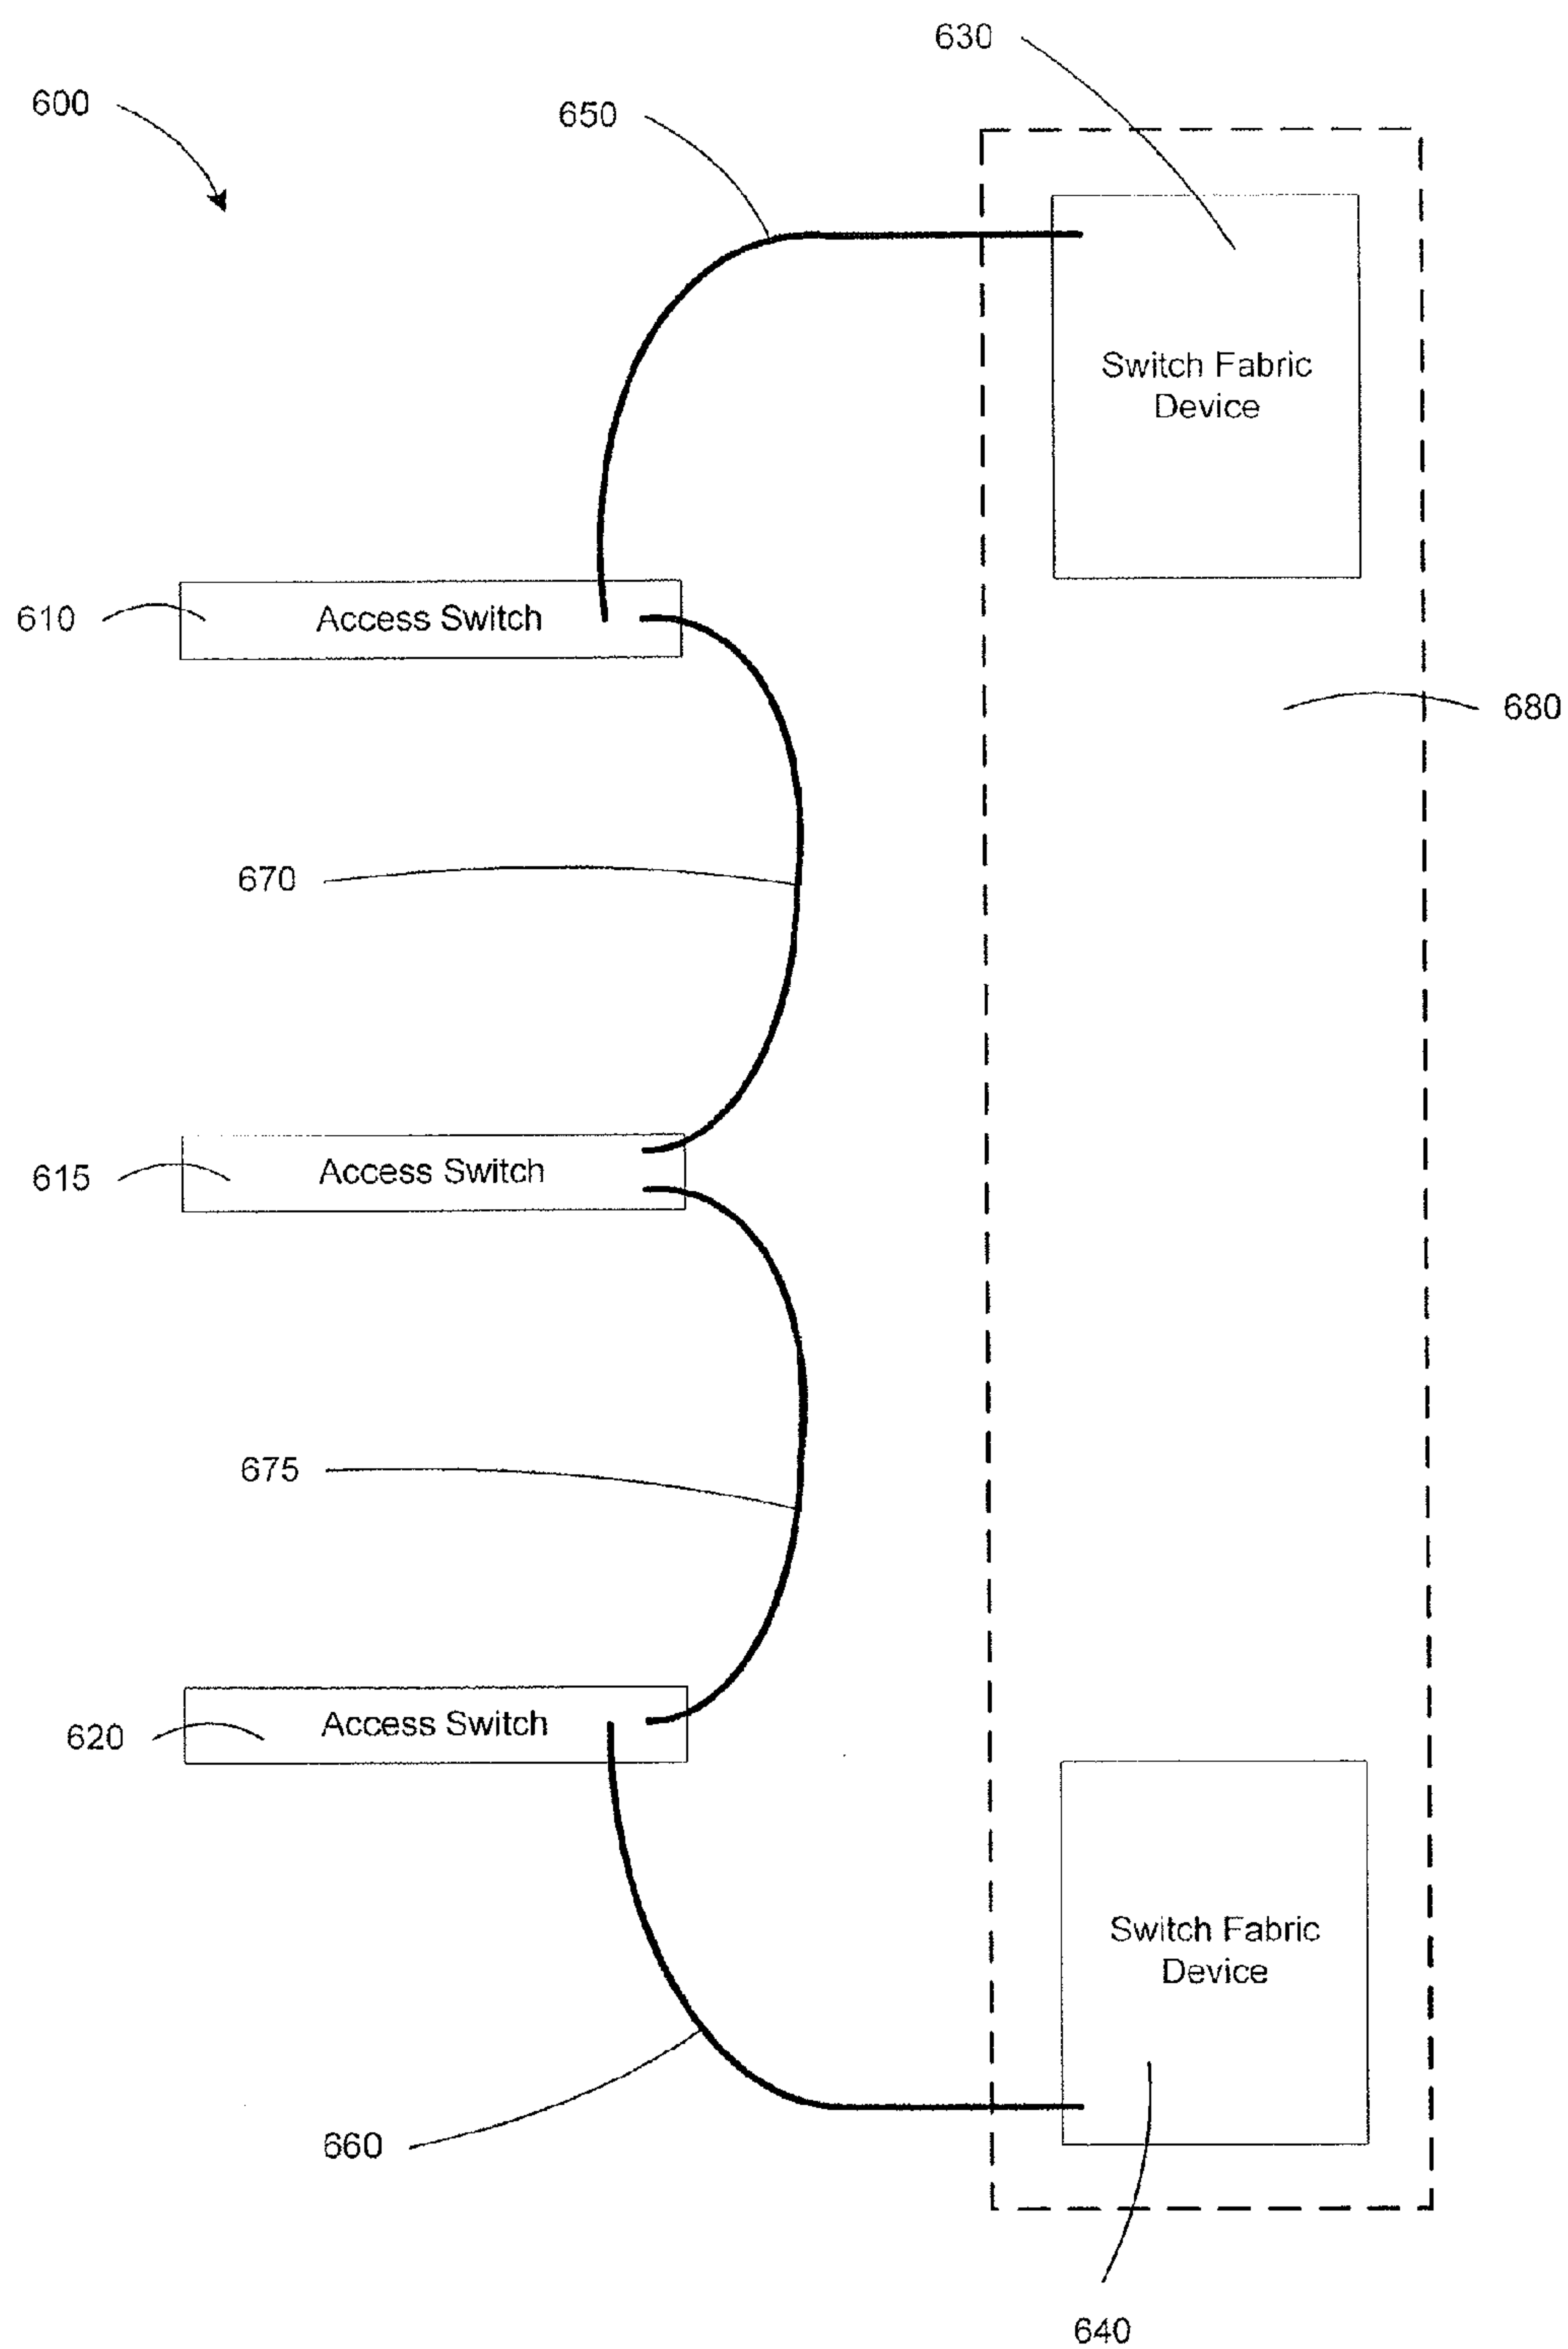 630
600
650
Switch Fabric
Device
610
Access Switch
680
670
615
Access Switch
675
620
Access Switch
Switch Fabric
Device
660
640